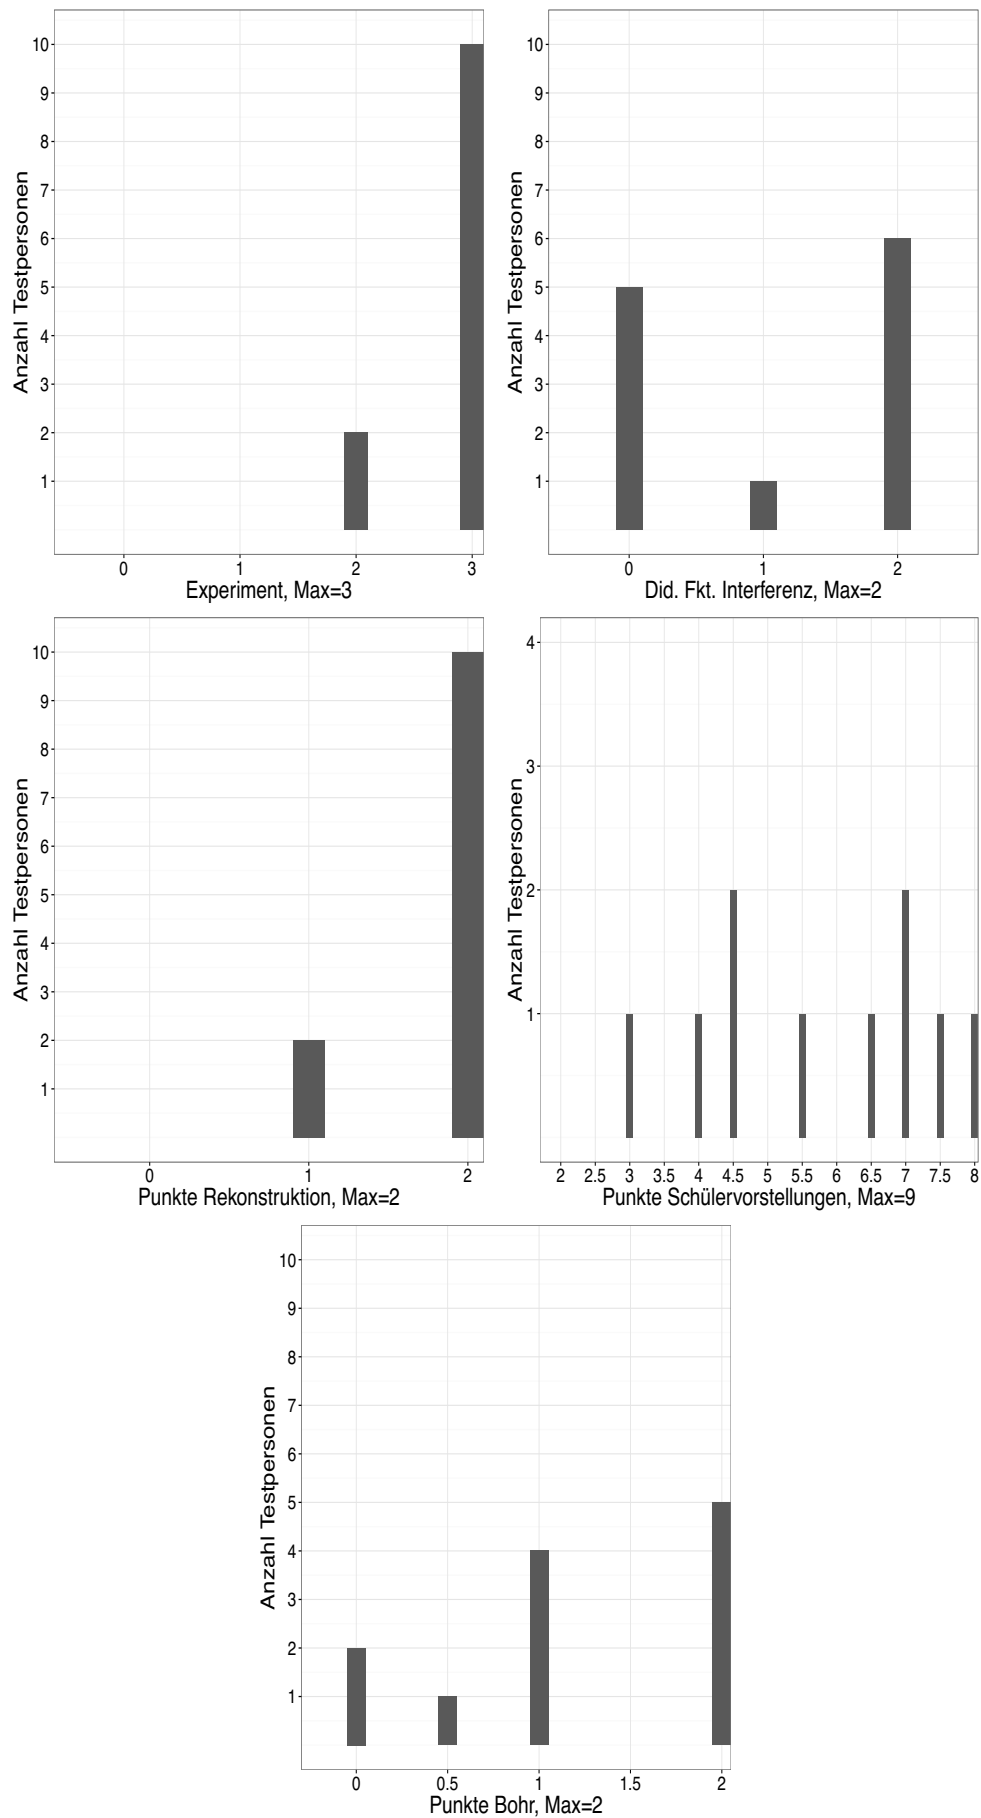 10
9
8
7
6
5
4
3
2
1
Anzahl Testpersonen
0 1 2 3
Experiment, Max=3
10
9
8
7
6
5
4
3
2
1
Anzahl Testpersonen
0 1 2
Did. Fkt. Interferenz, Max=2
10
9
8
7
6
5
4
3
2
1
Anzahl Testpersonen
0 1 2
Punkte Rekonstruktion, Max=2
4
3
2
1
Anzahl Testpersonen
2 2.5 3 3.5 4 4.5 5 5.5 6 6.5 7 7.5 8
Punkte Schülervorstellungen, Max=9
10
9
8
7
6
5
4
3
2
1
Anzahl Testpersonen
0 0.5 1 1.5 2
Punkte Bohr, Max=2